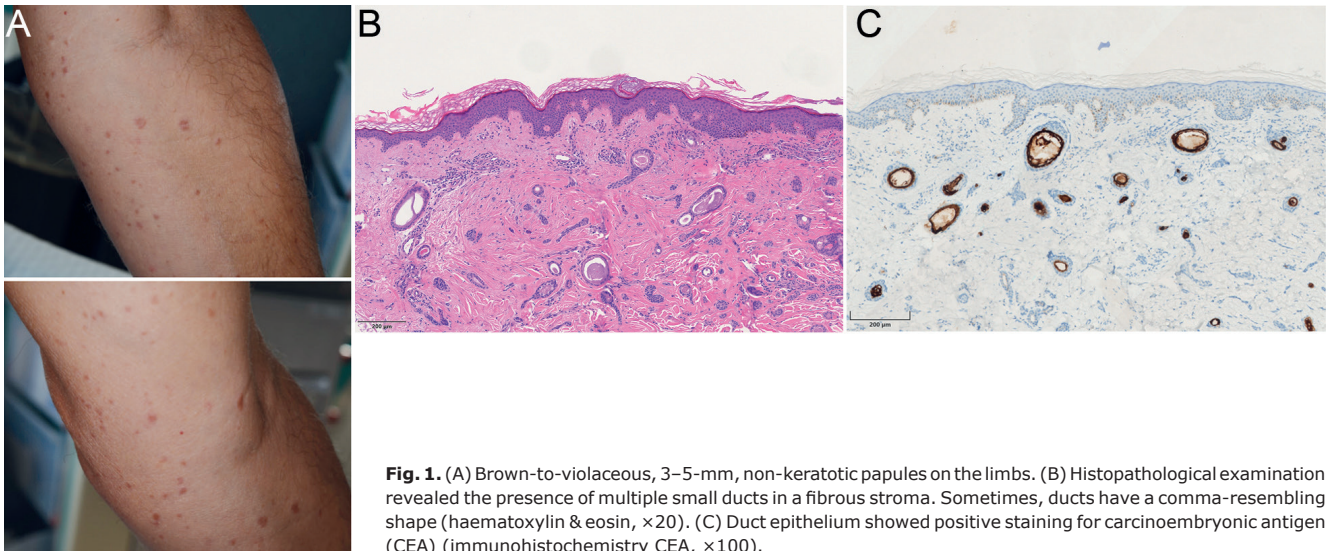 A
B
C
200 µm
200 µm
Fig. 1. (A) Brown-to-violaceous, 3–5-mm, non-keratotic papules on the limbs. (B) Histopathological examination
revealed the presence of multiple small ducts in a fibrous stroma. Sometimes, ducts have a comma-resembling
shape (haematoxylin & eosin, ×20). (C) Duct epithelium showed positive staining for carcinoembryonic antigen
(CEA) (immunohistochemistry CEA, ×100).